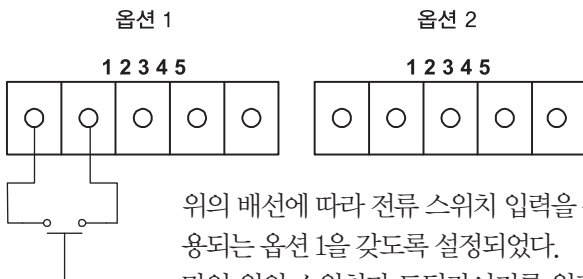 옵션 1
옵션 2
1 2 3 4 5
1 2 3 4 5
위의 배선에 따라 전류 스위치 입력을
용되는 옵션 1을 갖도록 설정되었다.